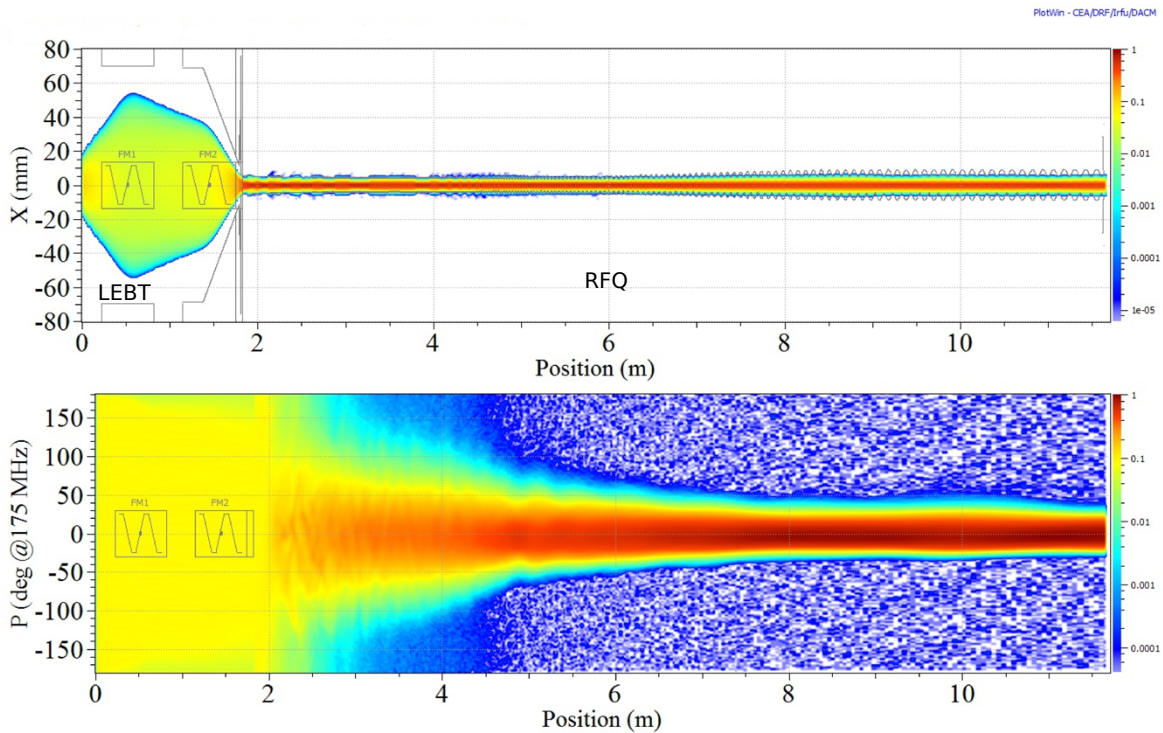 PlotWin - CEA/DRF/Irfu/DACM
80
60
40
20
0
-20
-40
-60
-80
X (mm)
FM1
FM2
LEBT
RFQ
0 2 4 6 8 10
Position (m)
1
0.1
0.01
0.001
0.0001
1e-05
150
100
50
0
-50
-100
-150
P (deg @175 MHz)
FM1
FM2
0 2 4 6 8 10
Position (m)
1
0.1
0.01
0.001
0.0001